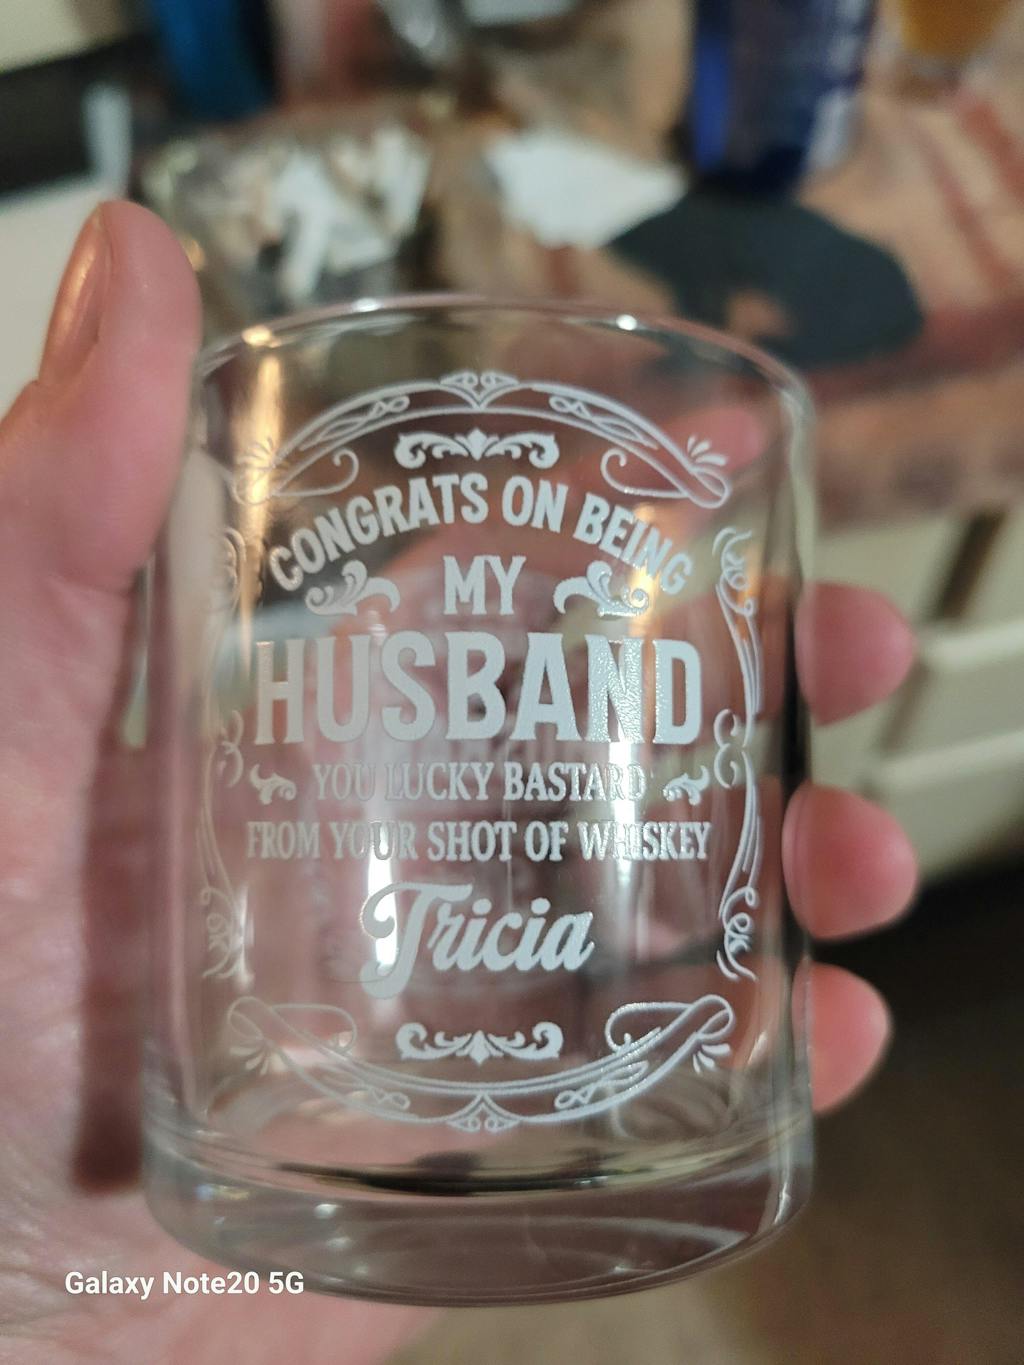 CONGRATS ON BEING
MY
HUSBAND
YOU LUCKY BASTARD
FROM YOUR SHOT OF WHISKEY
Tricia
Galaxy Note20 5G